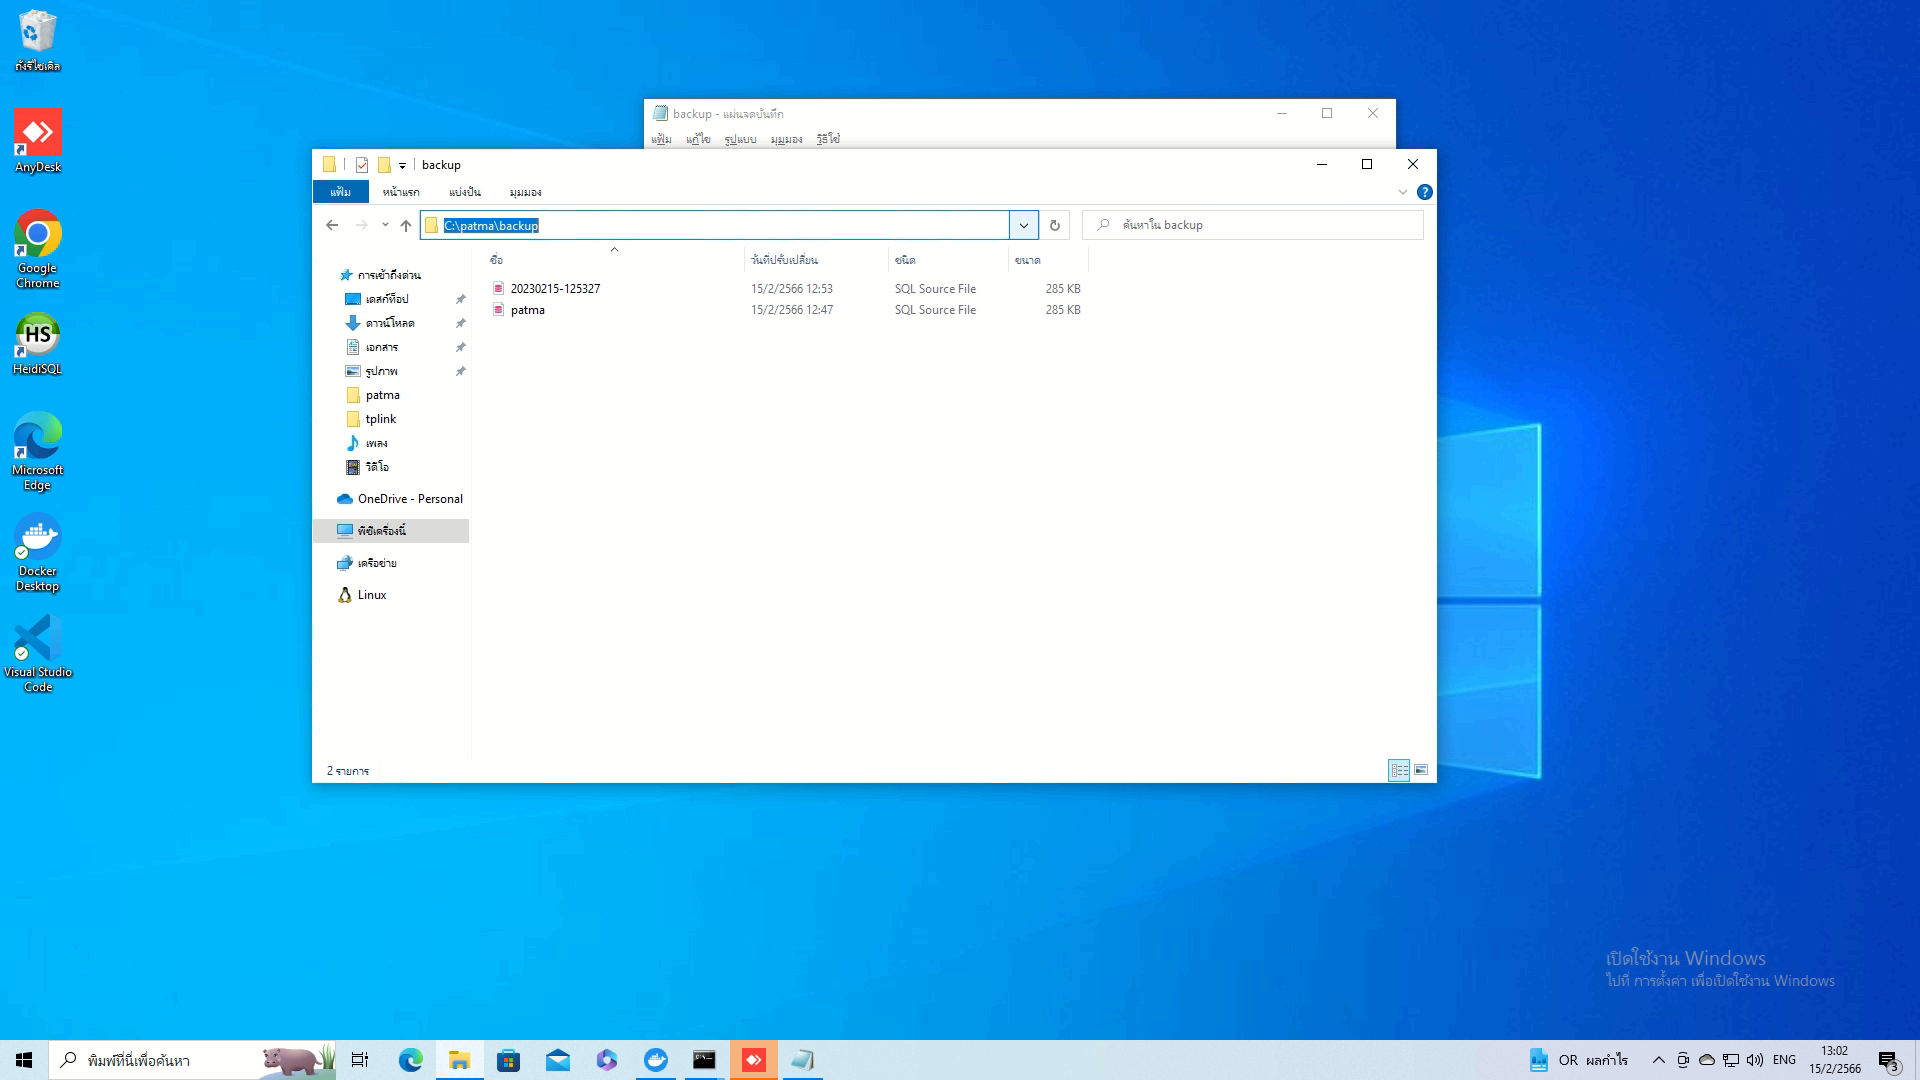 ถังรีไซเคิล
AnyDesk
Google
Chrome
HS
HeidiSQL
Microsoft
Edge
Docker
Desktop
Visual Studio
Code
backup - แผ่นจดบันทึก
แฟ้ม แก้ไข รูปแบบ มุมมอง วิธีใช้
backup
แฟ้ม หน้าแรก แบ่งปัน มุมมอง
C:\patma\backup
ค้นหาใน backup
ชื่อ วันที่ปรับเปลี่ยน ชนิด ขนาด
20230215-125327 15/2/2566 12:53 SQL Source File 285 KB
patma 15/2/2566 12:47 SQL Source File 285 KB
การเข้าถึงด่วน
เดสก์ท็อป
ดาวน์โหลด
เอกสาร
รูปภาพ
patma
tplink
เพลง
วิดีโอ
OneDrive - Personal
พีซีเครื่องนี้
เครือข่าย
Linux
2 รายการ
เปิดใช้งาน Windows
ไปที่ การตั้งค่า เพื่อเปิดใช้งาน Windows
พิมพ์ที่นี่เพื่อค้นหา
OR ผลกำไร
ENG
13:02
15/2/2566
3